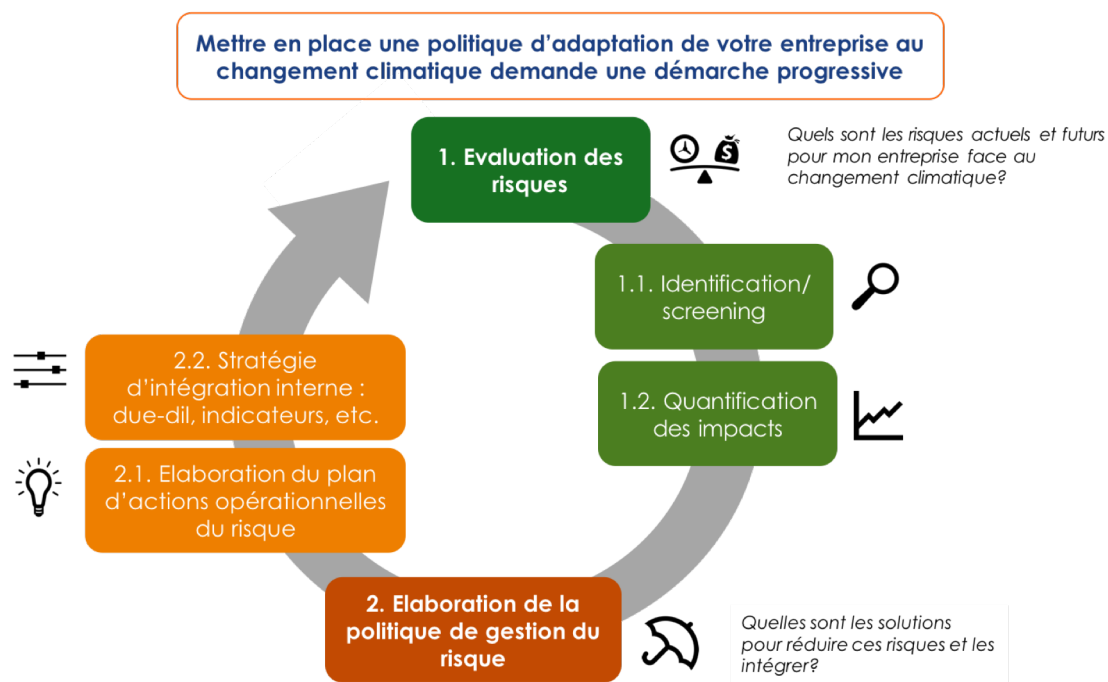 Mettre en place une politique d’adaptation de votre entreprise au
changement climatique demande une démarche progressive
1. Evaluation des
risques
Quels sont les risques actuels et futurs
pour mon entreprise face au
changement climatique?
1.1. Identification/
screening
1.2. Quantification
des impacts
2. Elaboration de la
politique de gestion du
risque
Quelles sont les solutions
pour réduire ces risques et les
intégrer?
2.1. Elaboration du plan
d’actions opérationnelles
du risque
2.2. Stratégie
d’intégration interne :
due-dil, indicateurs, etc.